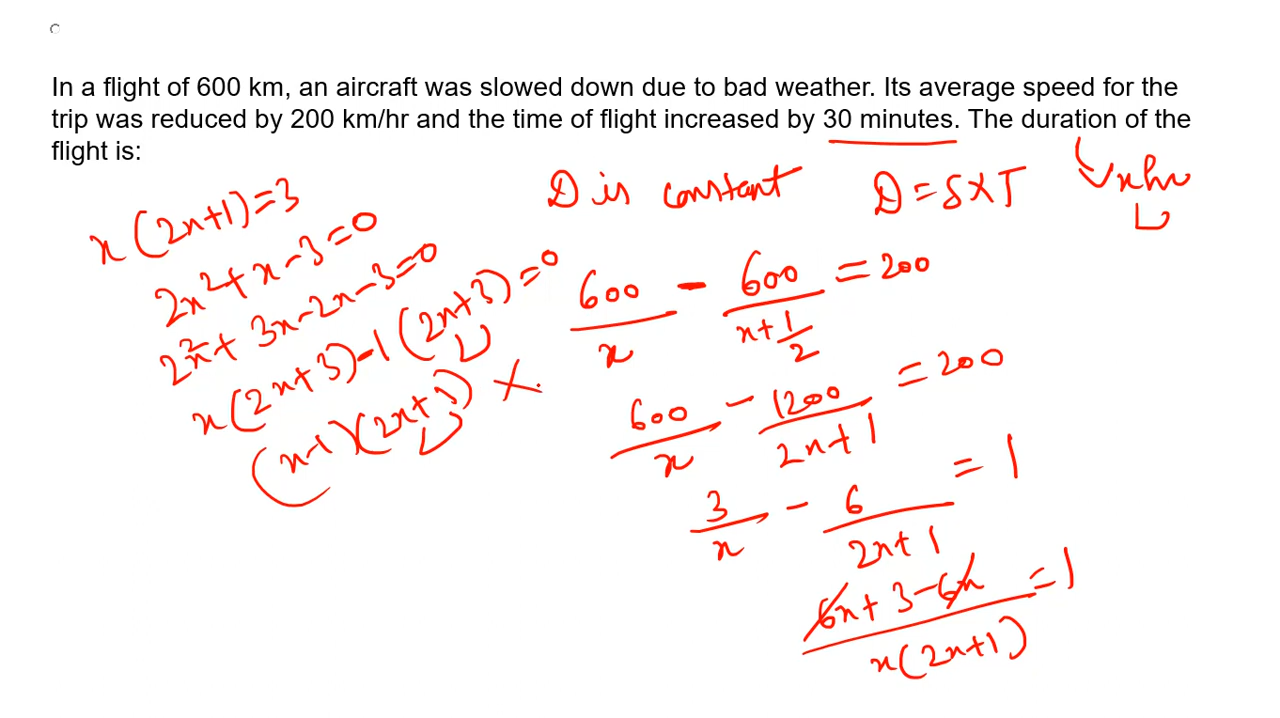 In a flight of 600 km, an aircraft was slowed down due to bad weather. Its average speed for the
trip was reduced by 200 km/hr and the time of flight increased by 30 minutes. The duration of the
flight is:
D is constant D = S X T x hr
600/x - 600/(x + 1/2) = 200
600/x - 1200/(2x + 1) = 200
3/x - 6/(2x + 1) = 1
(6x + 3 - 6x)/(x(2x+1)) = 1
x(2x+1) = 3
2x² + x - 3 = 0
2x² + 3x - 2x - 3 = 0
x(2x+3) - 1(2x+3) = 0
(x-1)(2x+3)